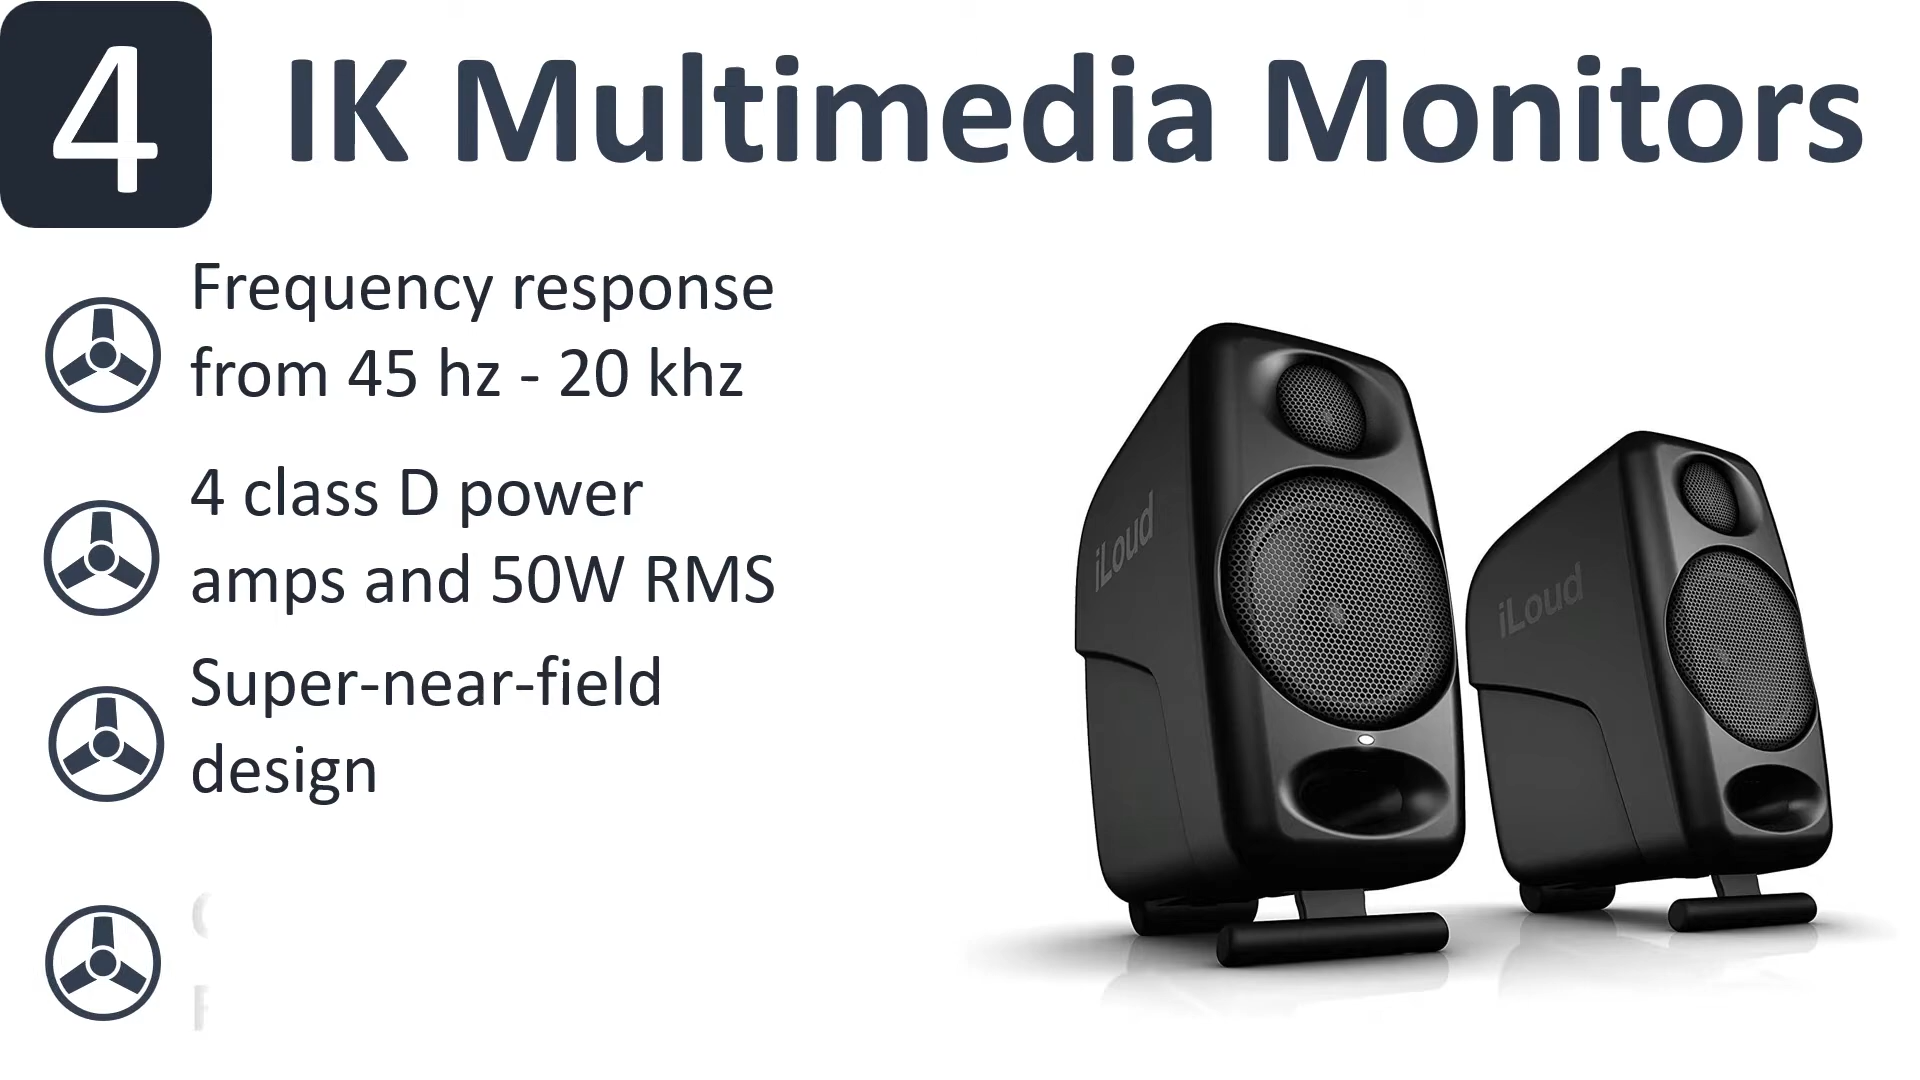 4
IK Multimedia Monitors
Frequency response
from 45 hz - 20 khz
4 class D power
amps and 50W RMS
Super-near-field
design
iLoud
iLoud